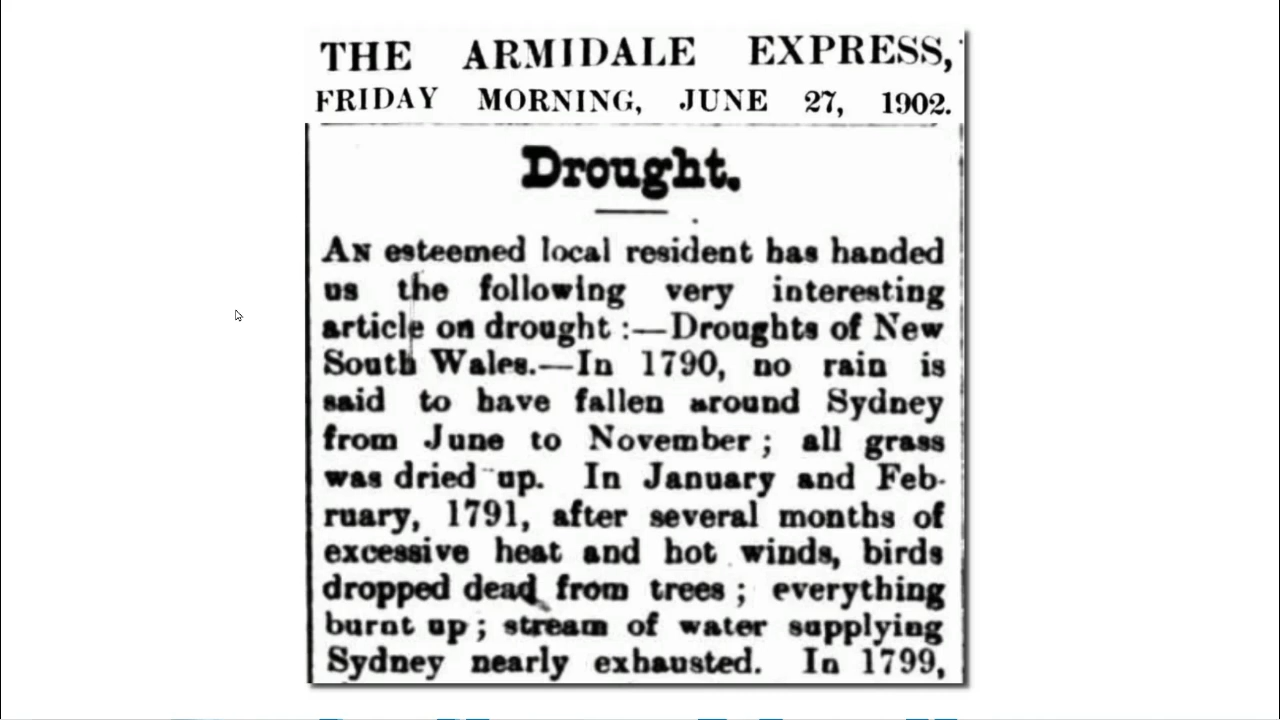 THE ARMIDALE EXPRESS,
FRIDAY MORNING, JUNE 27, 1902.
Drought.
AN esteemed local resident has handed
us the following very interesting
article on drought :—Droughts of New
South Wales.—In 1790, no rain is
said to have fallen around Sydney
from June to November ; all grass
was dried up. In January and Feb-
ruary, 1791, after several months of
excessive heat and hot winds, birds
dropped dead from trees ; everything
burnt up ; stream of water supplying
Sydney nearly exhausted. In 1799,